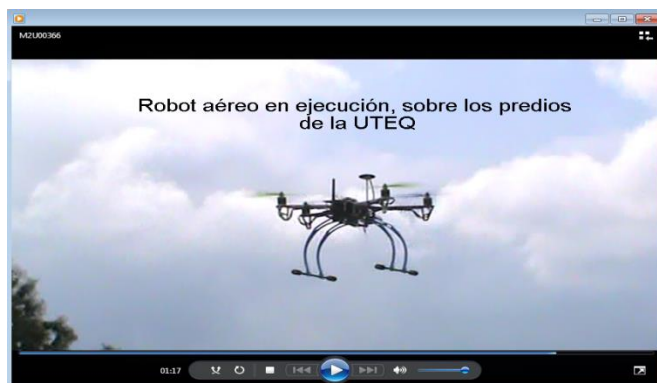 M2U00366
Robot aéreo en ejecución, sobre los predios
de la UTEQ
01:17